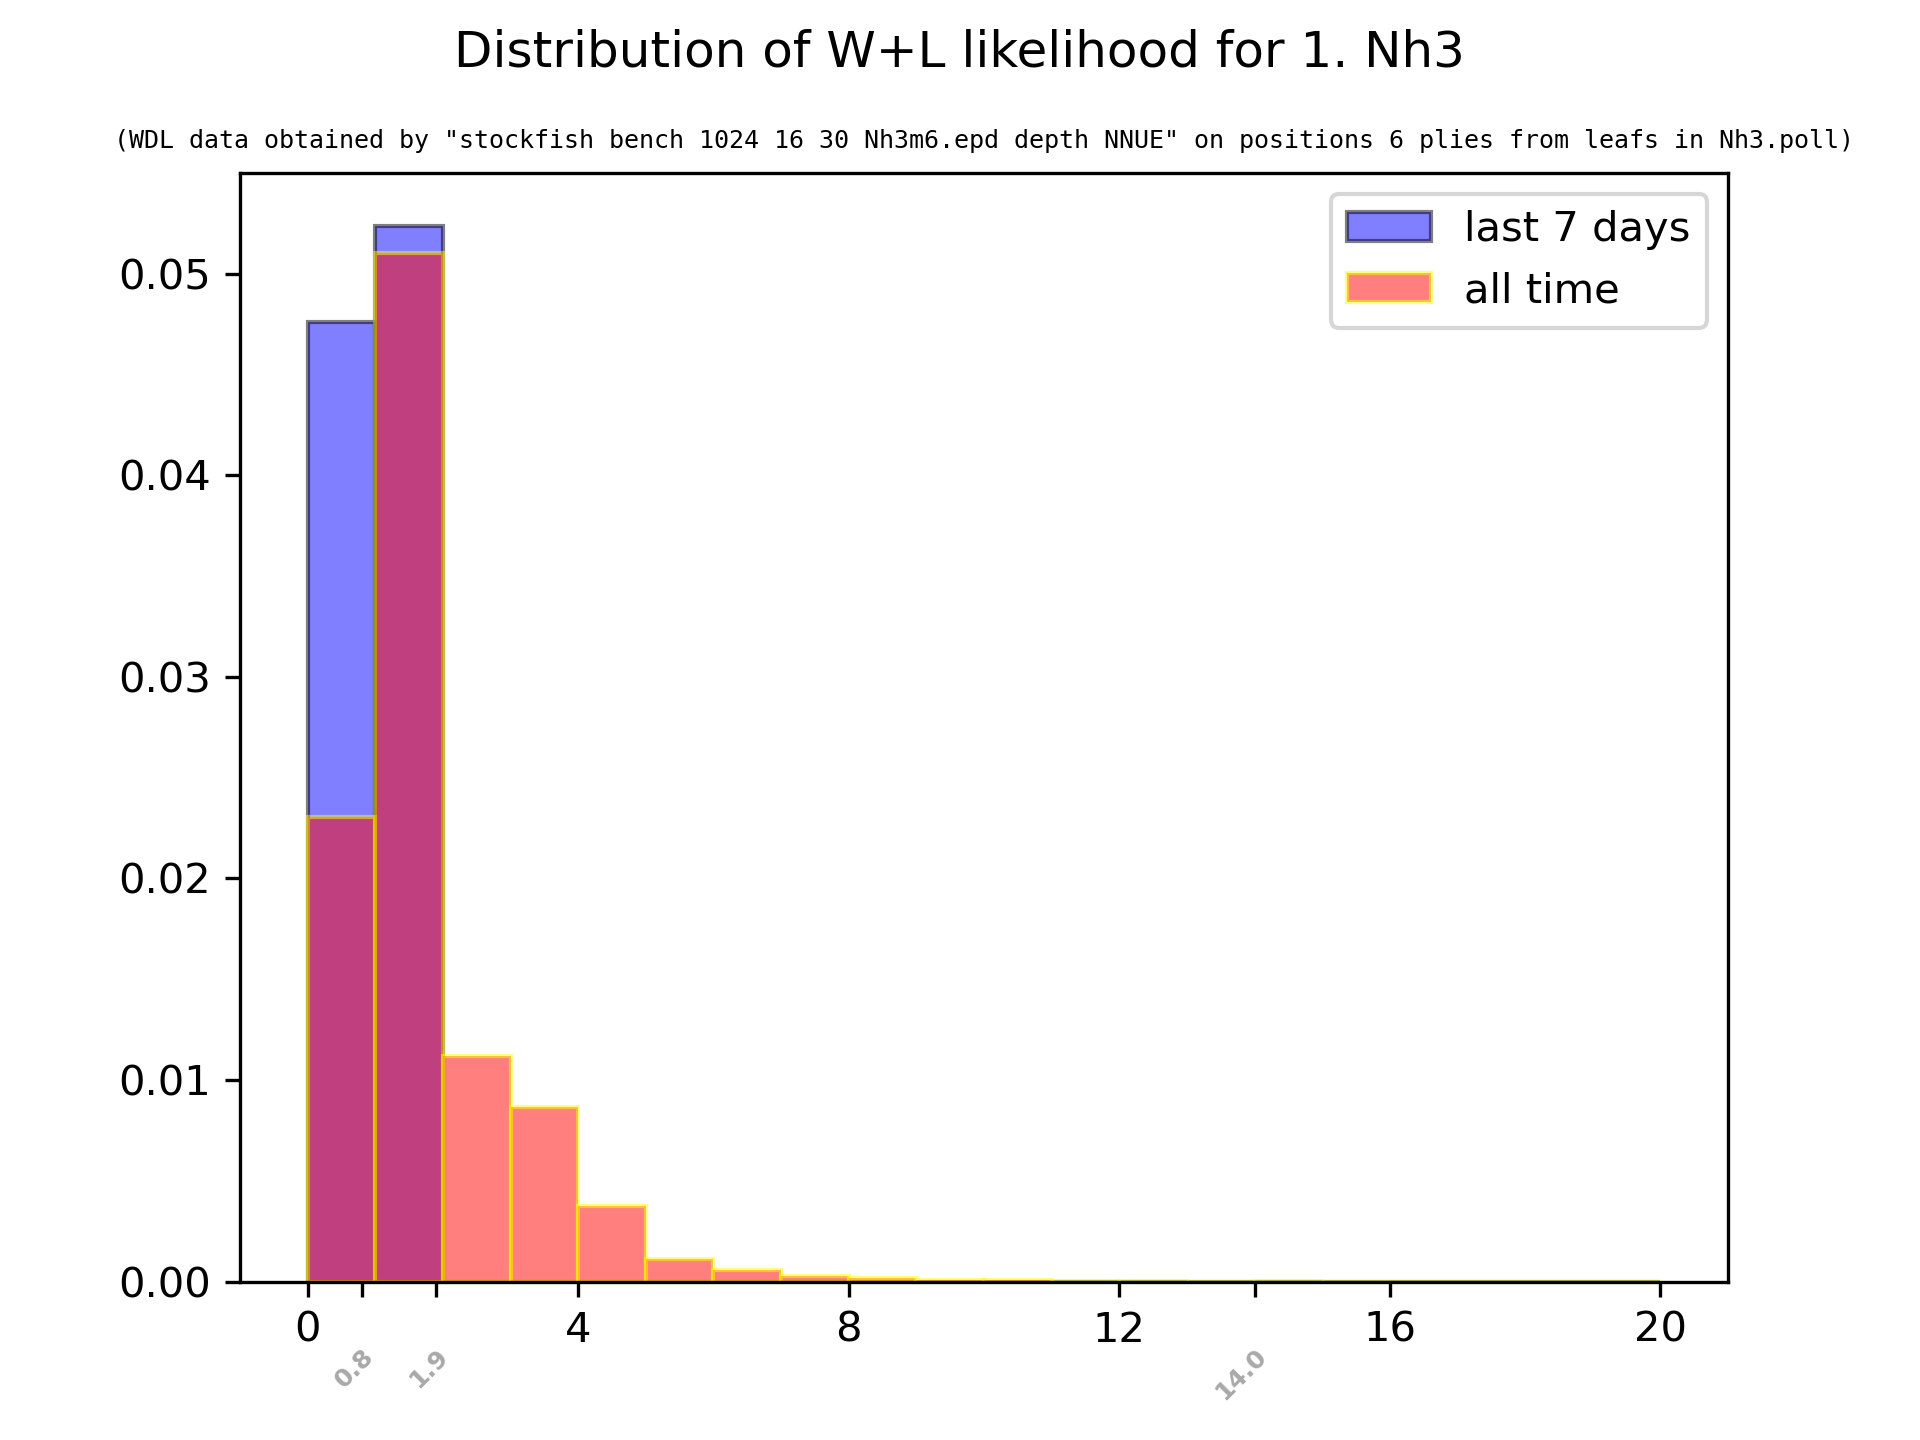 Distribution of W+L likelihood for 1. Nh3
(WDL data obtained by "stockfish bench 1024 16 30 Nh3m6.epd depth NNUE" on positions 6 plies from leafs in Nh3.poll)
last 7 days
all time
0.05
0.04
0.03
0.02
0.01
0.00
0 4 8 12 16 20
0.8 1.9 14.0